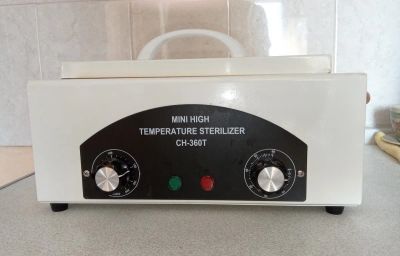 MINI HIGH
TEMPERATURE STERILIZER
CH-360T